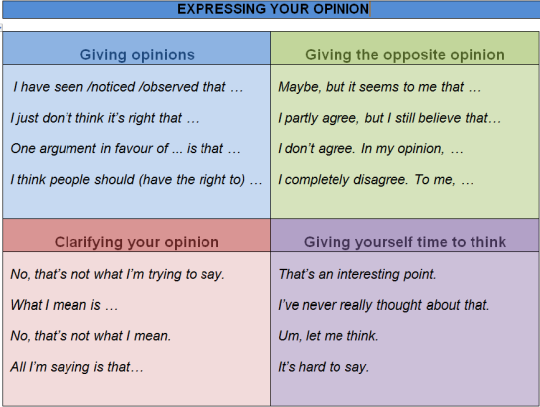 EXPRESSING YOUR OPINION
Giving opinions
I have seen /noticed /observed that …
I just don't think it's right that …
One argument in favour of ... is that …
I think people should (have the right to) …
Giving the opposite opinion
Maybe, but it seems to me that …
I partly agree, but I still believe that…
I don't agree. In my opinion, …
I completely disagree. To me, …
Clarifying your opinion
No, that's not what I'm trying to say.
What I mean is …
No, that's not what I mean.
All I'm saying is that…
Giving yourself time to think
That's an interesting point.
I've never really thought about that.
Um, let me think.
It's hard to say.